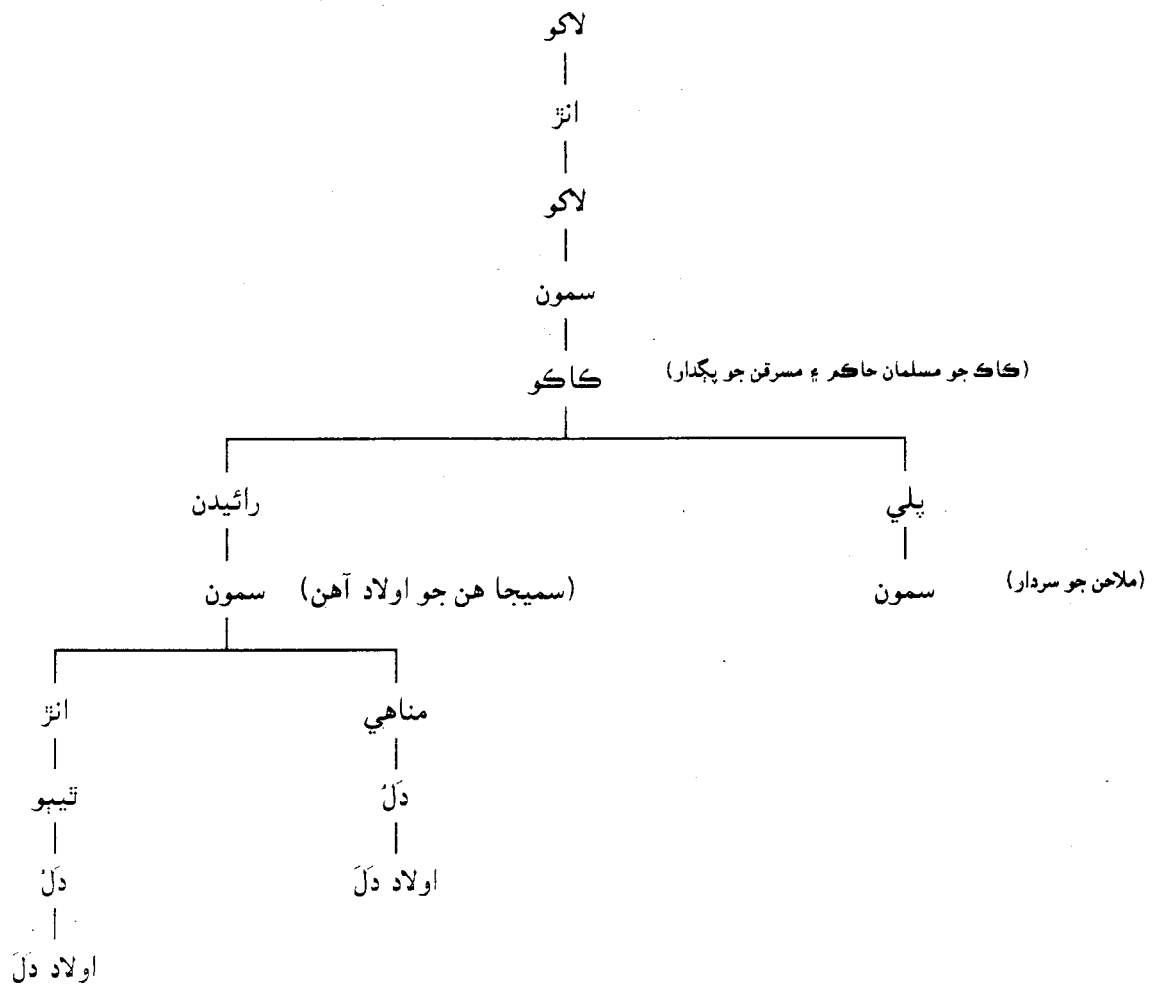 لاکو
انڙ
لاکو
سمون
ڪاڪو (ڪاڪ جو مسلمان حاڪم ۽ مسرقن جو پڳدار)
پلي رائيدن
سمون (ملاحن جو سردار)
سمون (سميجا هن جو اولاد آهن)
مناهي انڙ
دَلُ ٿيٻو
اولاد دَلَ دَلُ
اولاد دَلَ